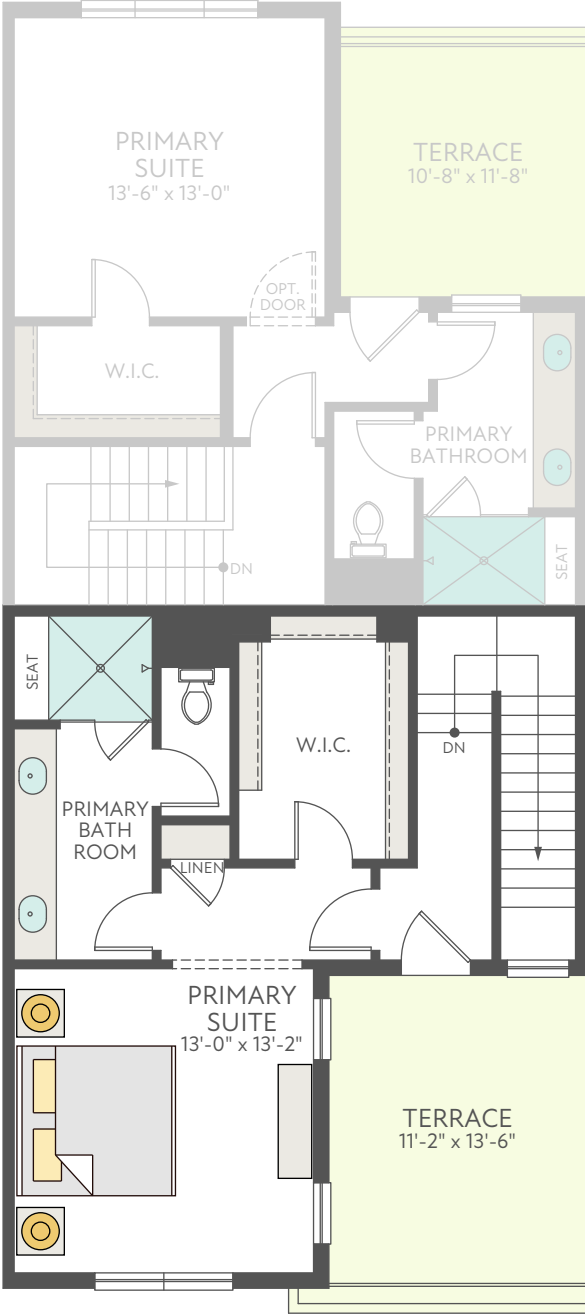 PRIMARY
SUITE
13'-6" x 13'-0"
TERRACE
10'-8" x 11'-8"
OPT.
DOOR
W.I.C.
PRIMARY
BATHROOM
SEAT
DN
SEAT
W.I.C.
DN
PRIMARY
BATH
ROOM
LINEN
PRIMARY
SUITE
13'-0" x 13'-2"
TERRACE
11'-2" x 13'-6"